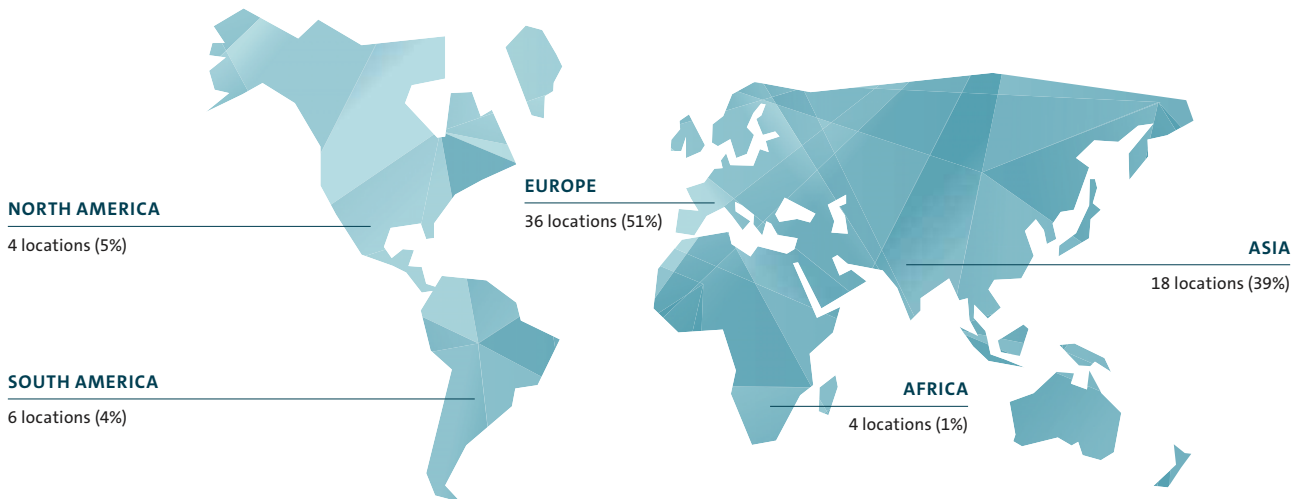 NORTH AMERICA
4 locations (5%)
SOUTH AMERICA
6 locations (4%)
EUROPE
36 locations (51%)
AFRICA
4 locations (1%)
ASIA
18 locations (39%)